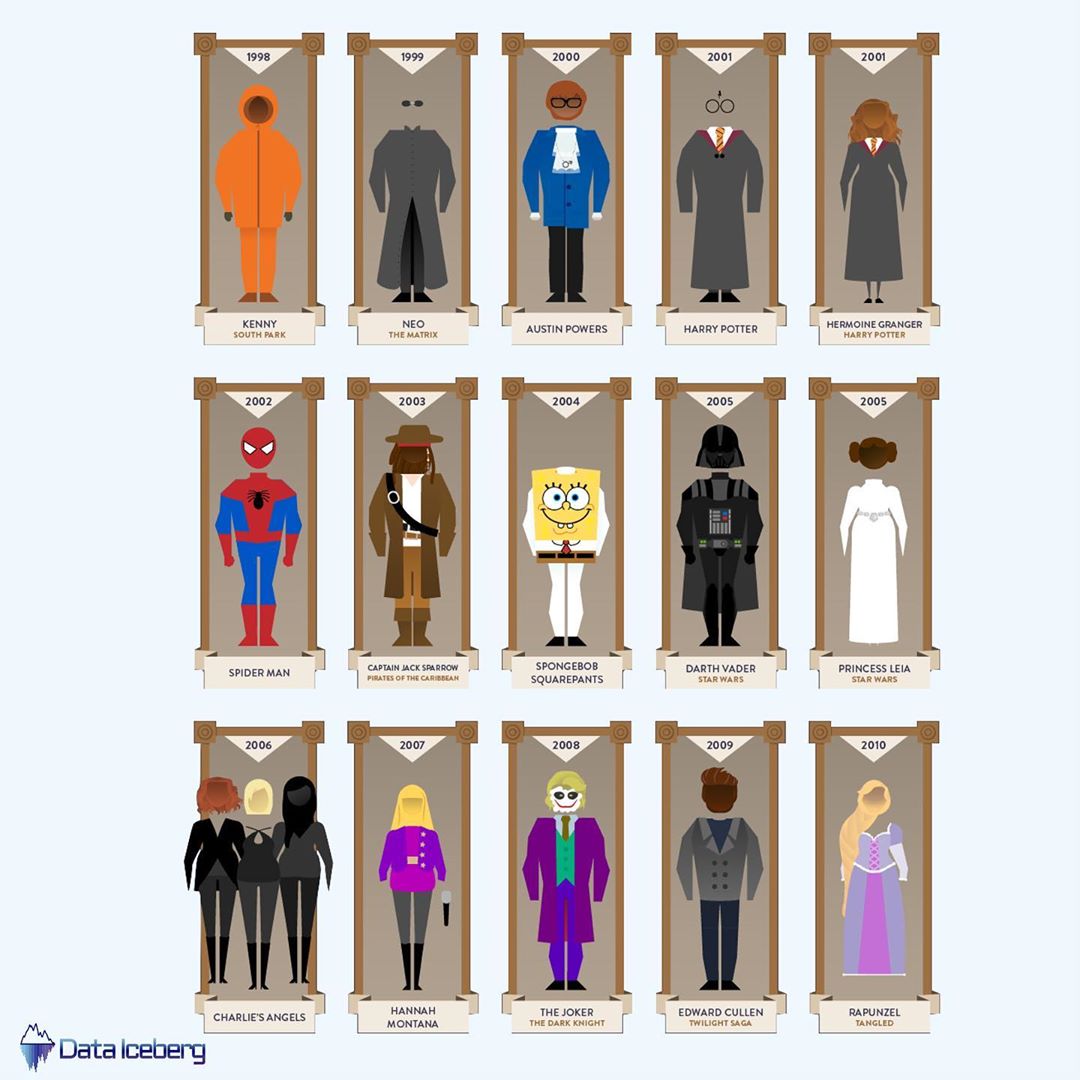 1998
1999
2000
2001
2001
KENNY
SOUTH PARK
NEO
THE MATRIX
AUSTIN POWERS
HARRY POTTER
HERMOINE GRANGER
HARRY POTTER
2002
2003
2004
2005
2005
SPIDER MAN
CAPTAIN JACK SPARROW
PIRATES OF THE CARIBBEAN
SPONGEBOB
SQUAREPANTS
DARTH VADER
STAR WARS
PRINCESS LEIA
STAR WARS
2006
2007
2008
2009
2010
CHARLIE'S ANGELS
HANNAH
MONTANA
THE JOKER
THE DARK KNIGHT
EDWARD CULLEN
TWILIGHT SAGA
RAPUNZEL
TANGLED
Data Iceberg